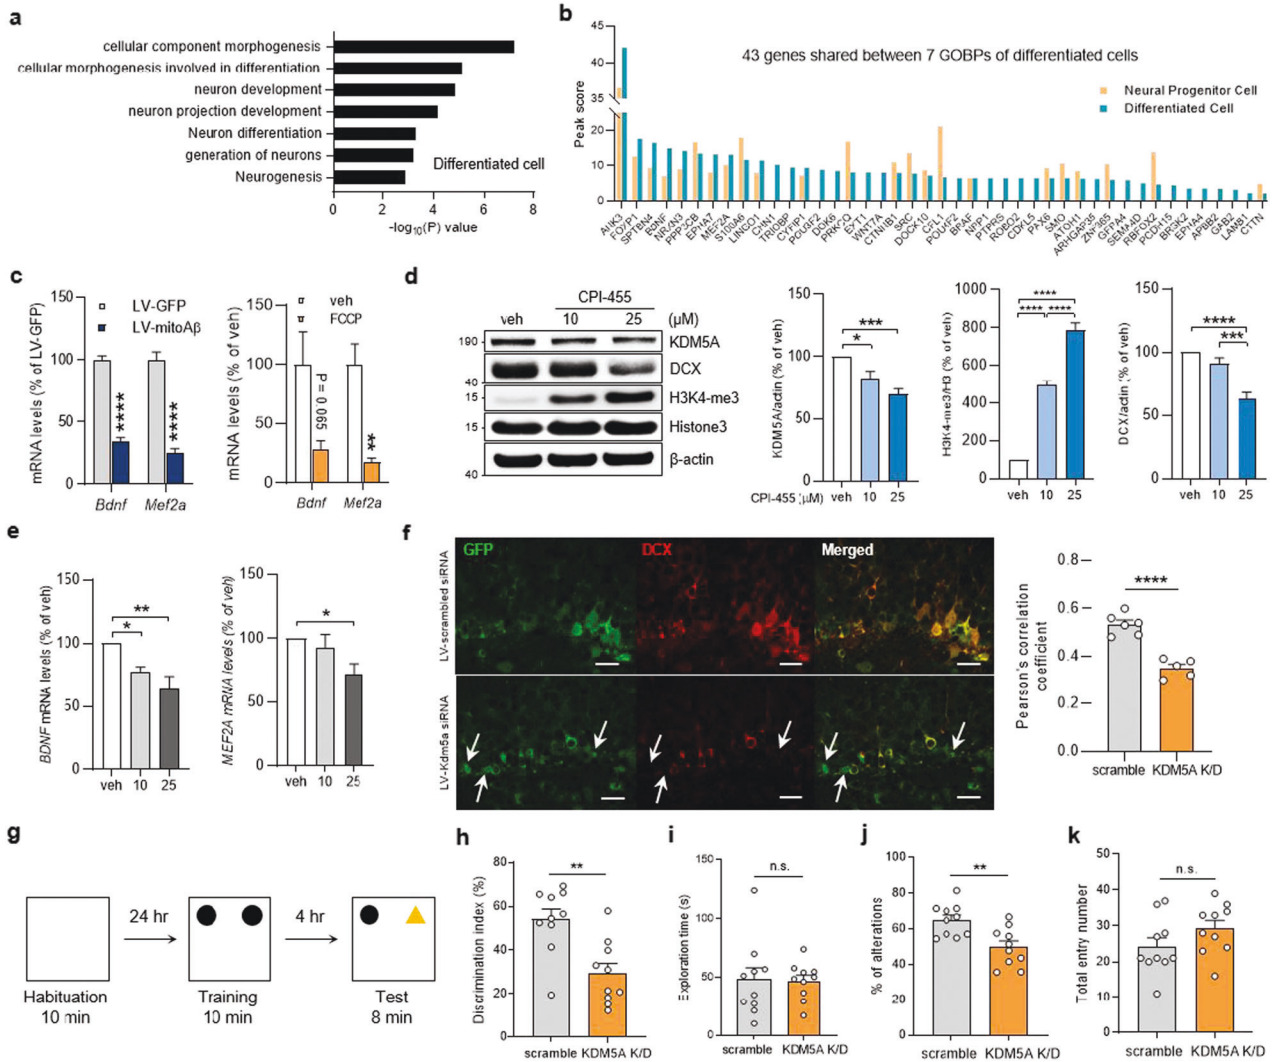 a
cellular component morphogenesis
cellular morphogenesis involved in differentiation
neuron development
neuron projection development
Neuron differentiation
generation of neurons
Neurogenesis
Differentiated cell
0 2 4 6 8
-log10(P) value
b
43 genes shared between 7 GOBPs of differentiated cells
Neural Progenitor Cell
Differentiated Cell
Peak score
45
40
35
20
10
0
FOXP1
SPTBN4
BDNF
PPP3CB
EPHA7
MEF2A
S100A6
LINGO1
CHN1
TRIOBP
CYFIP1
POU3F2
DOK6
PRKCQ
EXT1
WNT7A
CTNNB1
SRC
DOCK10
CFL1
POU4F2
BRAF
NRP1
PTPRS
ROBO2
CDKL5
PAX6
SMO
ATOH1
ARHGAP35
ZNF365
GFRA4
SEMA4D
RBFOX2
PCDH15
EPHA4
APBB2
GAB2
LAMB1
CTTN
c
mRNA levels (% of LV-GFP)
150
100
50
0
LV-GFP
LV-mitoAβ
****
****
Bdnf Mef2a
mRNA levels (% of veh)
150
100
50
0
veh
FCCP
P = 0.065
**
Bdnf Mef2a
d
CPI-455
veh 10 25 (μM)
190 KDM5A
DCX
40
15 H3K4-me3
15 Histone3
β-actin
40
KDM5A/actin (% of veh)
150
100
50
0
***
*
CPI-455 (μM) veh 10 25
H3K4-me3/H3 (% of veh)
1000
800
600
400
200
0
****
**** ****
veh 10 25
DCX/actin (% of veh)
150
100
50
0
****
***
veh 10 25
e
BDNF mRNA levels (% of veh)
150
100
50
0
**
*
veh 10 25
MEF2A mRNA levels (% of veh)
150
100
50
0
*
veh 10 25
f
GFP DCX Merged
LV-scrambled siRNA
LV-Kdm5a siRNA
Pearson's correlation
coefficient
0.8
0.6
0.4
0.2
0.0
****
scramble KDM5A K/D
g
24 hr 4 hr
Habituation Training Test
10 min 10 min 8 min
h
Discrimination index (%)
80
60
40
20
0
**
scramble KDM5A K/D
i
Exploration time (s)
150
100
50
0
n.s.
scramble KDM5A K/D
j
% of alterations
100
80
60
40
20
0
**
scramble KDM5A K/D
k
Total entry number
50
40
30
20
10
0
n.s.
scramble KDM5A K/D